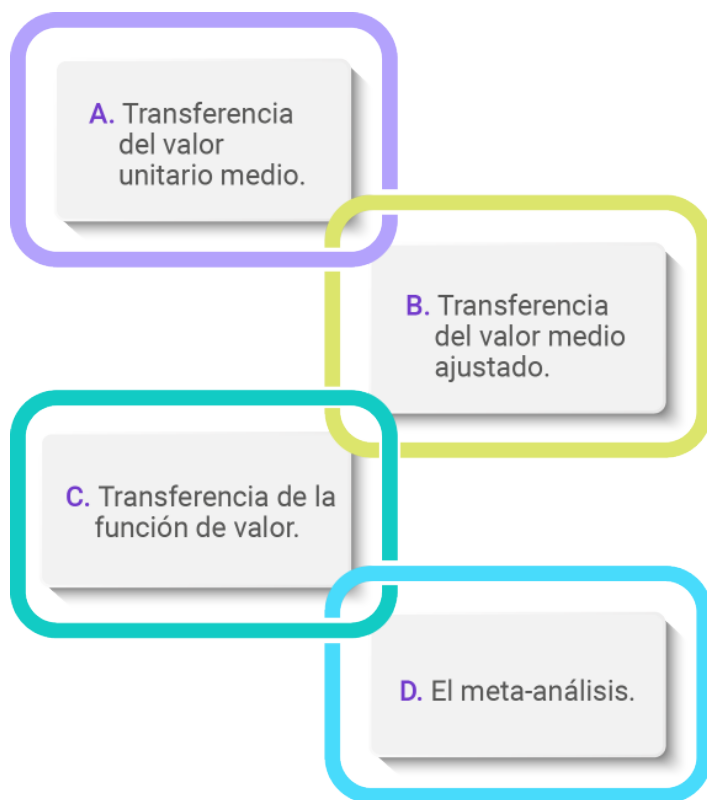 A. Transferencia
del valor
unitario medio.
B. Transferencia
del valor medio
ajustado.
C. Transferencia de la
función de valor.
D. El meta-análisis.